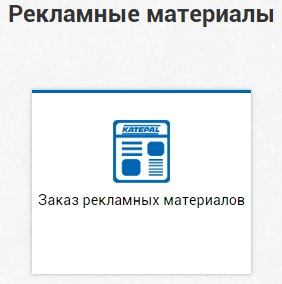 Рекламные материалы
KATEPAL
Заказ рекламных материалов